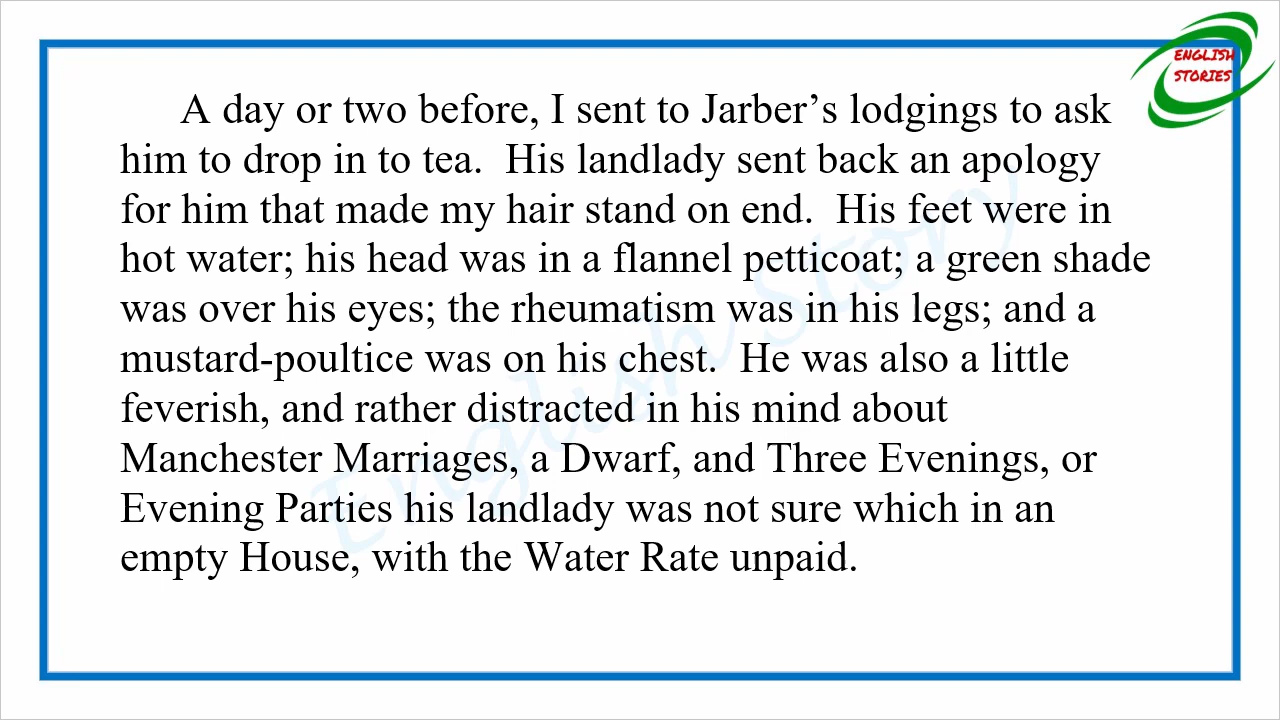 ENGLISH
STORIES
A day or two before, I sent to Jarber’s lodgings to ask
him to drop in to tea.  His landlady sent back an apology
for him that made my hair stand on end.  His feet were in
hot water; his head was in a flannel petticoat; a green shade
was over his eyes; the rheumatism was in his legs; and a
mustard-poultice was on his chest.  He was also a little
feverish, and rather distracted in his mind about
Manchester Marriages, a Dwarf, and Three Evenings, or
Evening Parties his landlady was not sure which in an
empty House, with the Water Rate unpaid.
English Story